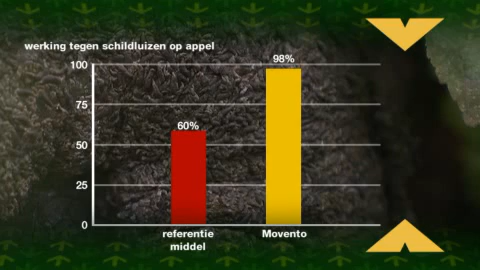 werking tegen schildluizen op appel
98%
100
75
60%
50
25
0
referentie
middel
Movento